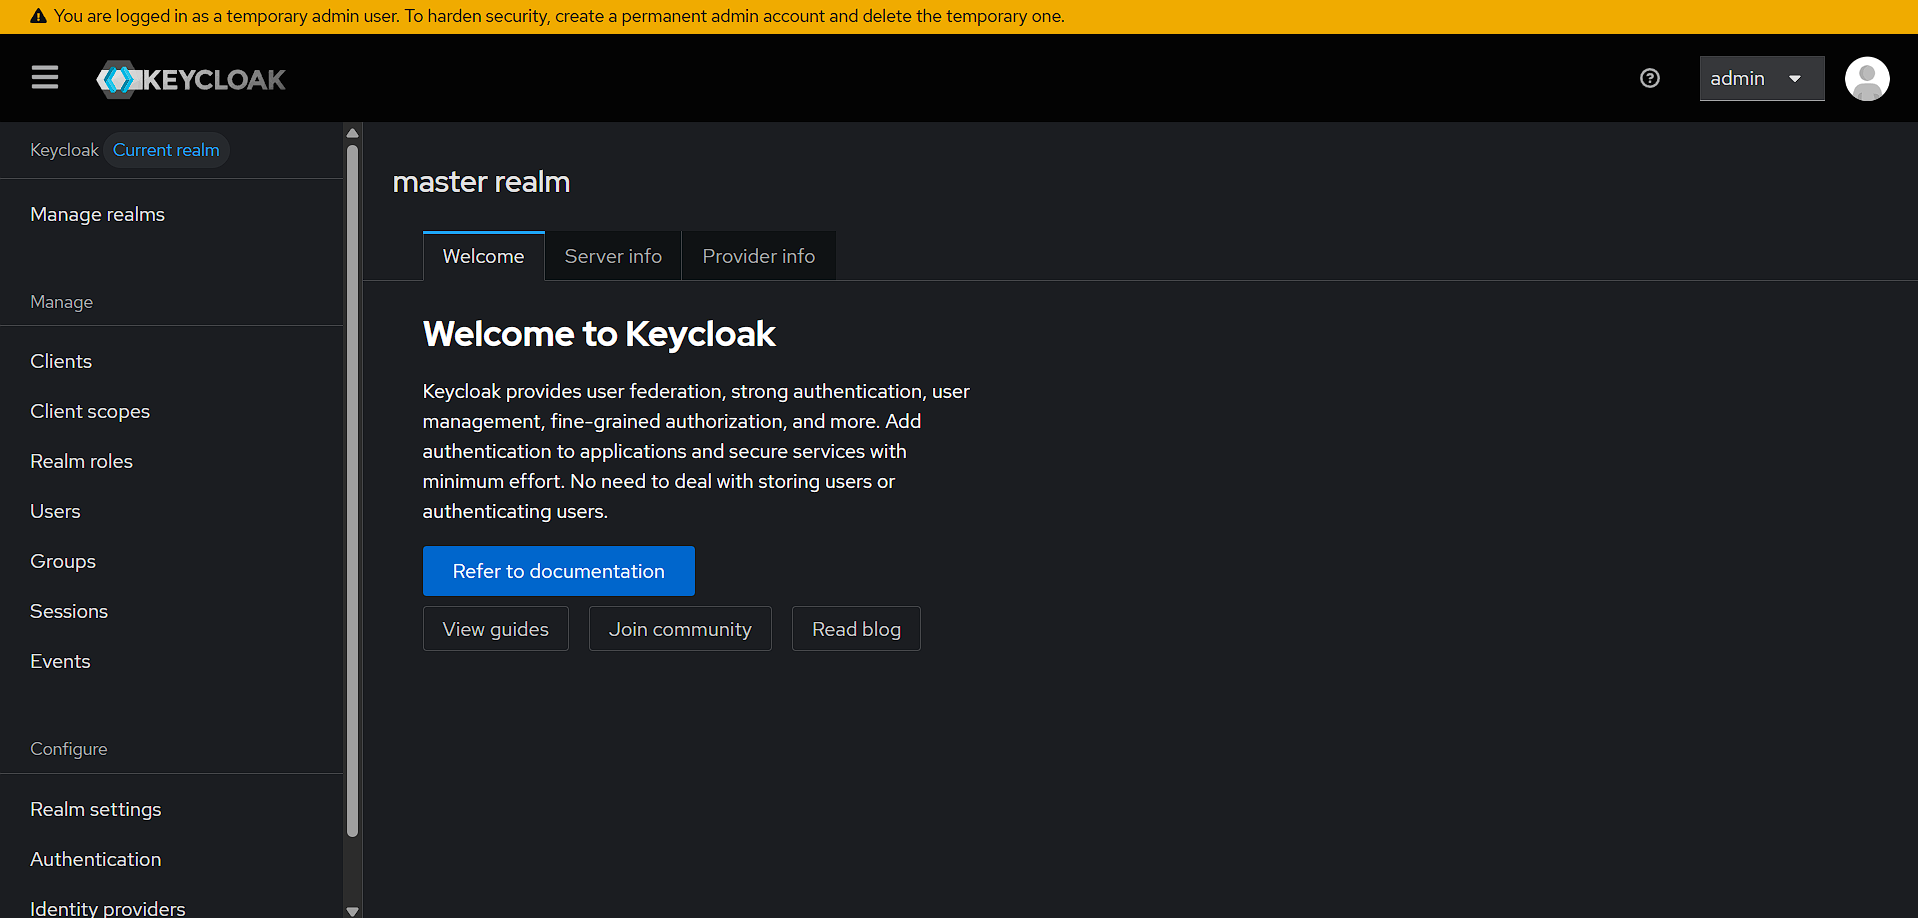 You are logged in as a temporary admin user. To harden security, create a permanent admin account and delete the temporary one.
KEYCLOAK
admin
Keycloak Current realm
Manage realms
Manage
Clients
Client scopes
Realm roles
Users
Groups
Sessions
Events
Configure
Realm settings
Authentication
Identity providers
master realm
Welcome
Server info
Provider info
Welcome to Keycloak
Keycloak provides user federation, strong authentication, user
management, fine-grained authorization, and more. Add
authentication to applications and secure services with
minimum effort. No need to deal with storing users or
authenticating users.
Refer to documentation
View guides
Join community
Read blog